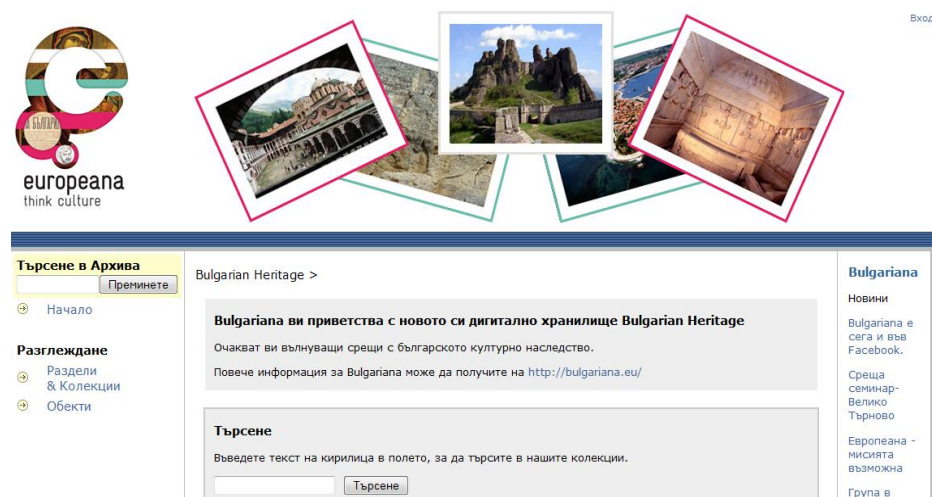 Вход
А БЪЛГАРИ
europeana
think culture
Търсене в Архива
Преминете
Начало
Разглеждане
Раздели
& Колекции
Обекти
Bulgarian Heritage >
Bulgariana ви приветства с новото си дигитално хранилище Bulgarian Heritage
Очакват ви вълнуващи срещи с българското културно наследство.
Повече информация за Bulgariana може да получите на http://bulgariana.eu/
Търсене
Въведете текст на кирилица в полето, за да търсите в нашите колекции.
Търсене
Bulgariana
Новини
Bulgariana е
сега и във
Facebook.
Среща
семинар-
Велико
Търново
Европеана -
мисията
възможна
Група в